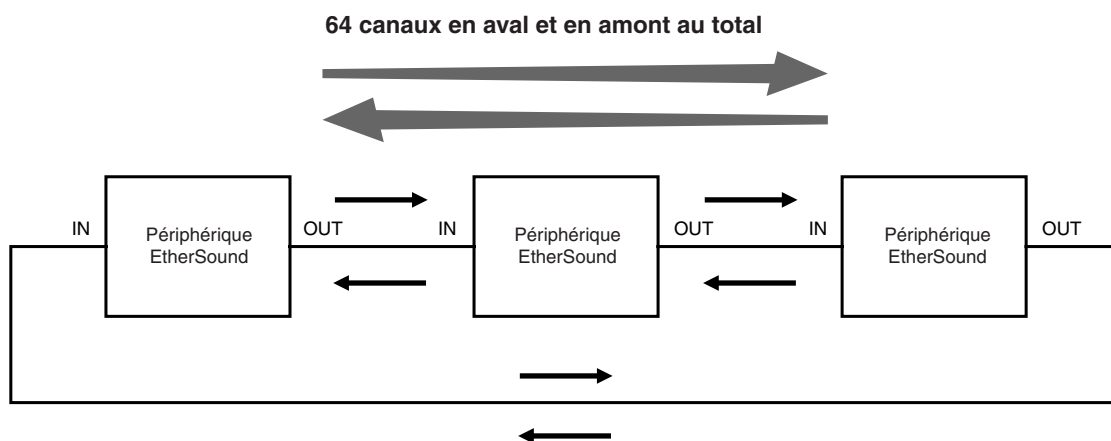 64 canaux en aval et en amont au total
IN
Périphérique
EtherSound
OUT
IN
Périphérique
EtherSound
OUT
IN
Périphérique
EtherSound
OUT